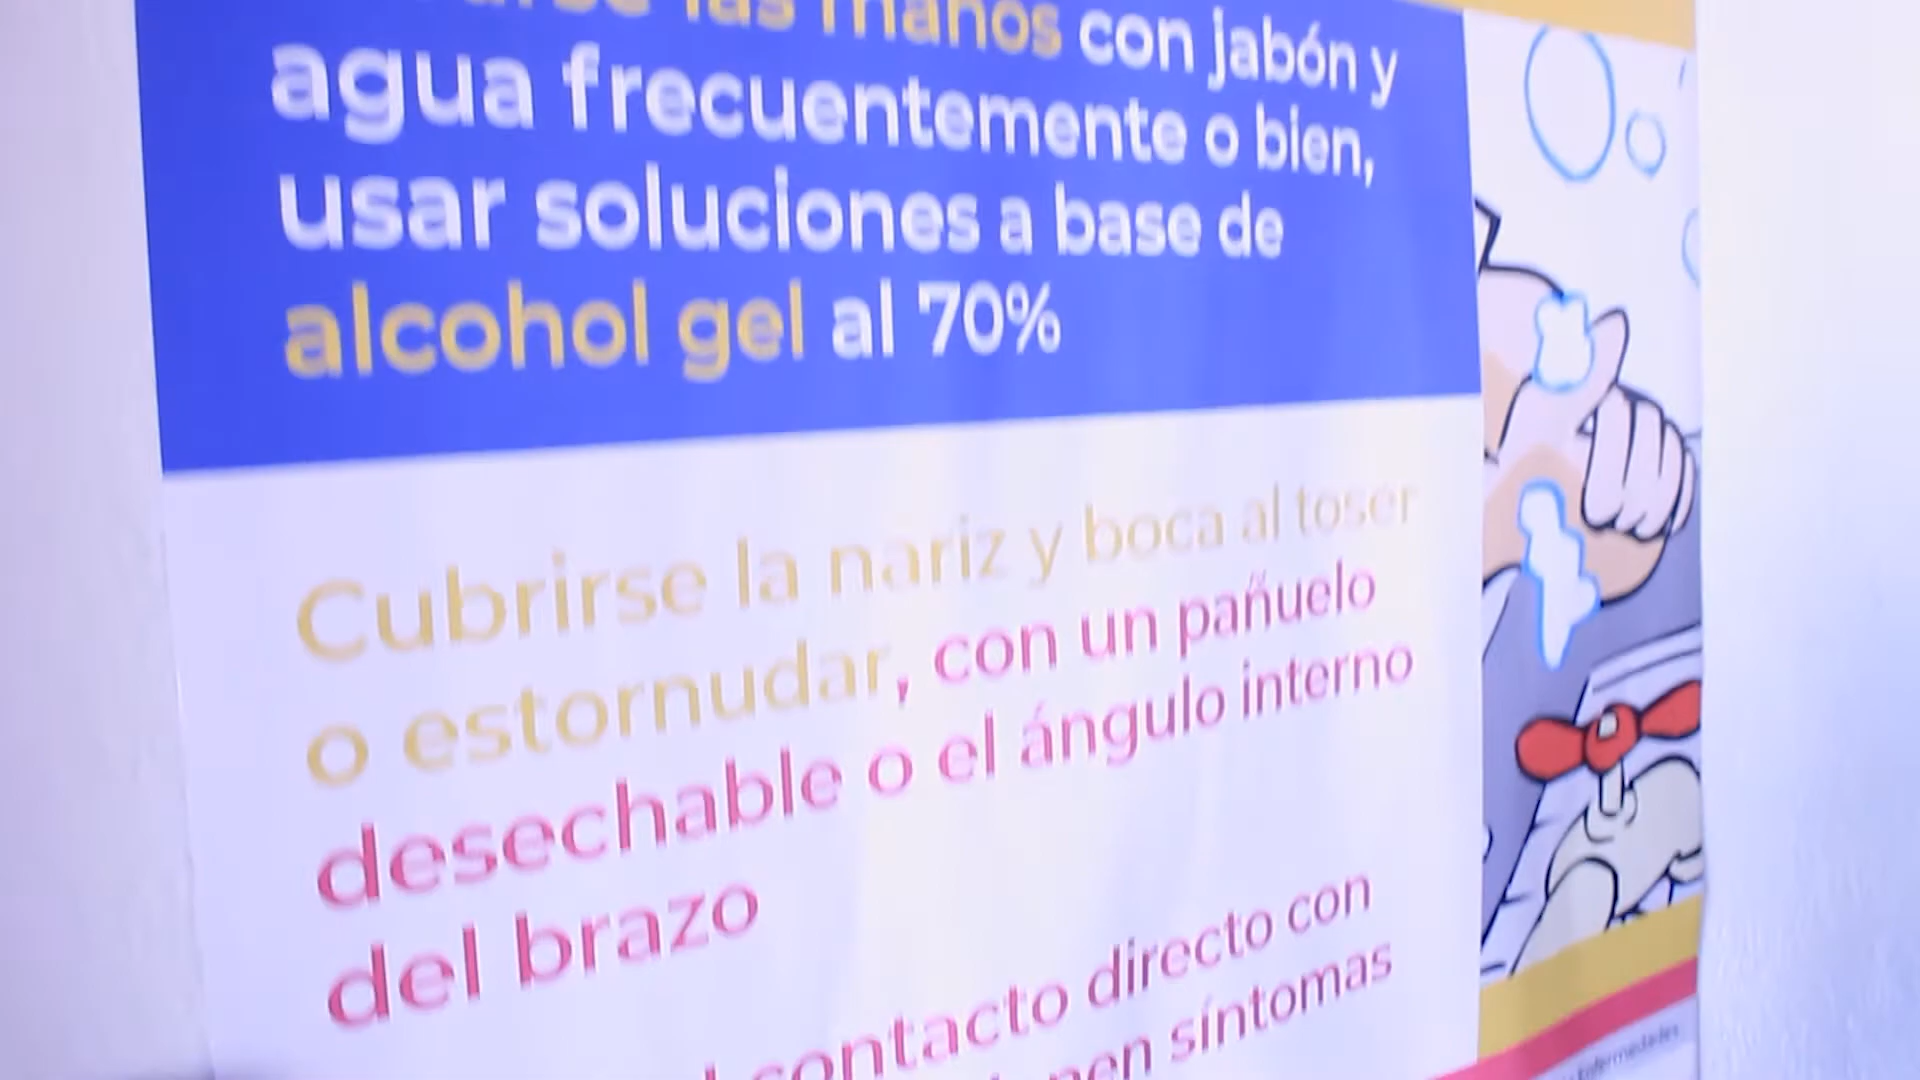 las manos con jabón y
agua frecuentemente o bien,
usar soluciones a base de
alcohol gel al 70%
Cubrirse la nariz y boca al toser
o estornudar, con un pañuelo
desechable o el ángulo interno
del brazo
contacto directo con
síntomas